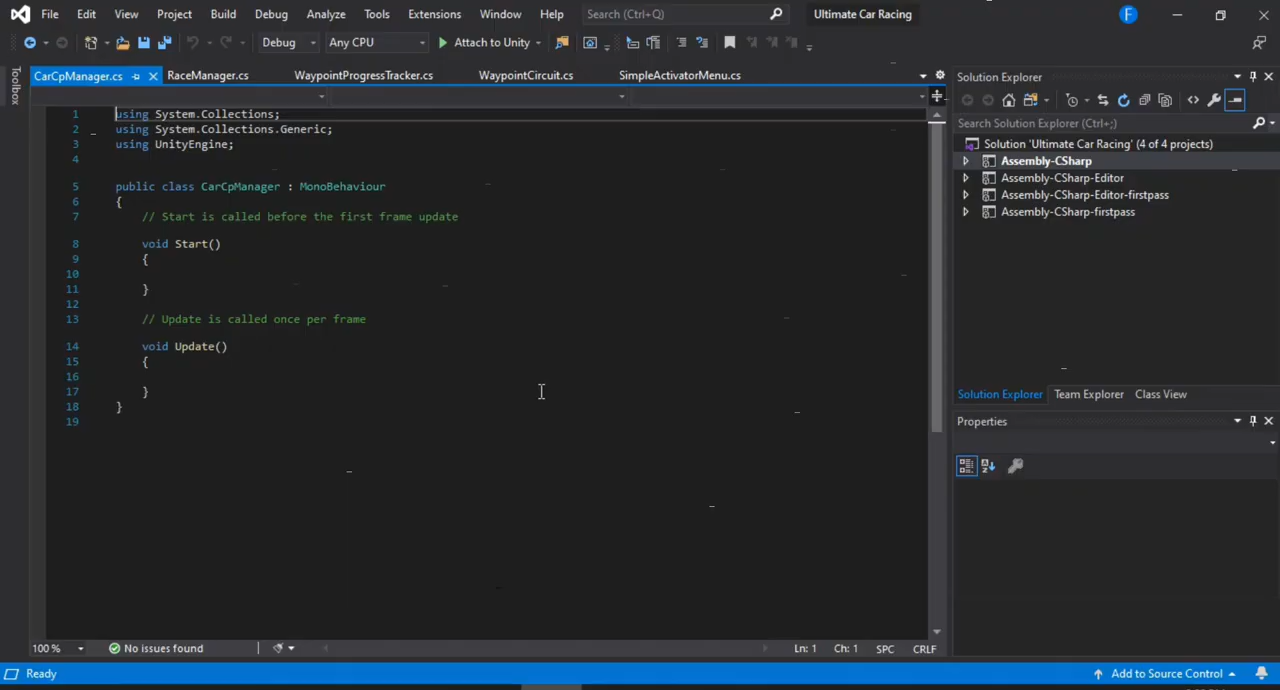 File Edit View Project Build Debug Analyze Tools Extensions Window Help Search (Ctrl+Q) Ultimate Car Racing F
Debug Any CPU Attach to Unity
Toolbox
CarCpManager.cs RaceManager.cs WaypointProgressTracker.cs WaypointCircuit.cs SimpleActivatorMenu.cs
1 using System.Collections;
2 using System.Collections.Generic;
3 using UnityEngine;
4
5 public class CarCpManager : MonoBehaviour
6 {
7 // Start is called before the first frame update
8 void Start()
9 {
10
11 }
12
13 // Update is called once per frame
14 void Update()
15 {
16
17 }
18 }
19
100 % No issues found Ln: 1 Ch: 1 SPC CRLF
Solution Explorer
Search Solution Explorer (Ctrl+;)
Solution 'Ultimate Car Racing' (4 of 4 projects)
Assembly-CSharp
Assembly-CSharp-Editor
Assembly-CSharp-Editor-firstpass
Assembly-CSharp-firstpass
Solution Explorer Team Explorer Class View
Properties
Ready Add to Source Control